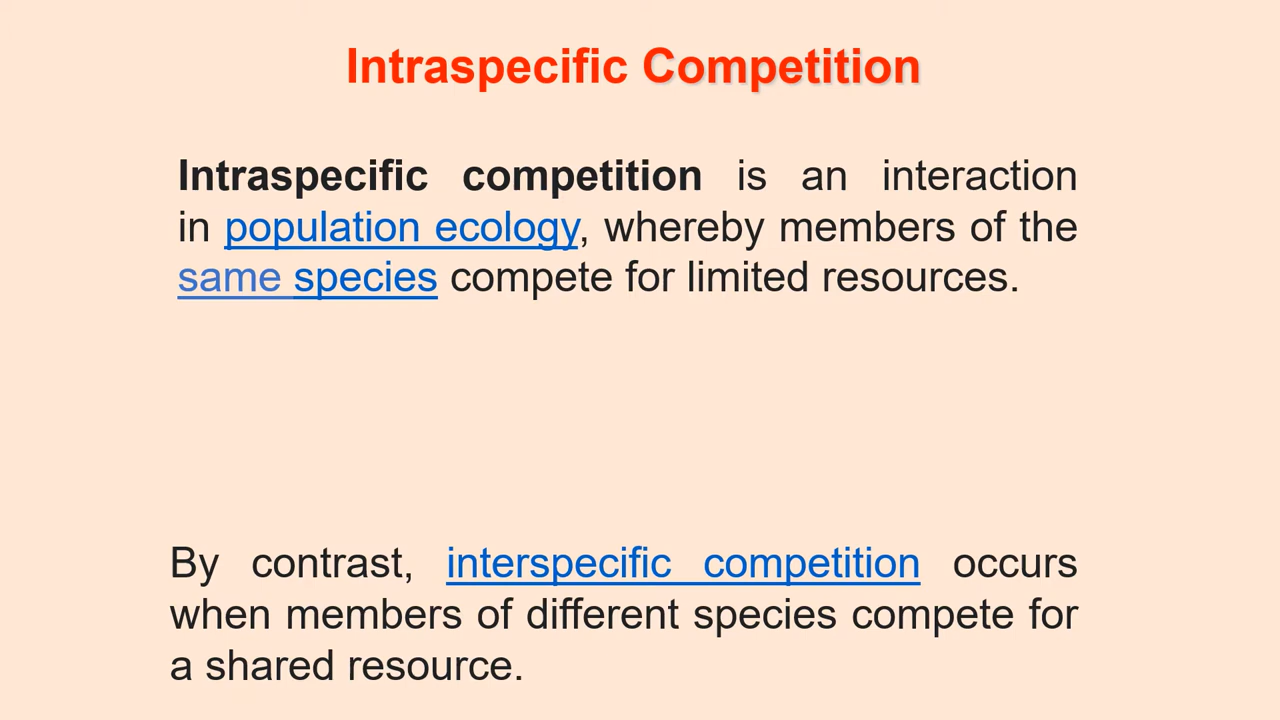 Intraspecific Competition
Intraspecific competition is an interaction
in population ecology, whereby members of the
same species compete for limited resources.
By contrast, interspecific competition occurs
when members of different species compete for
a shared resource.